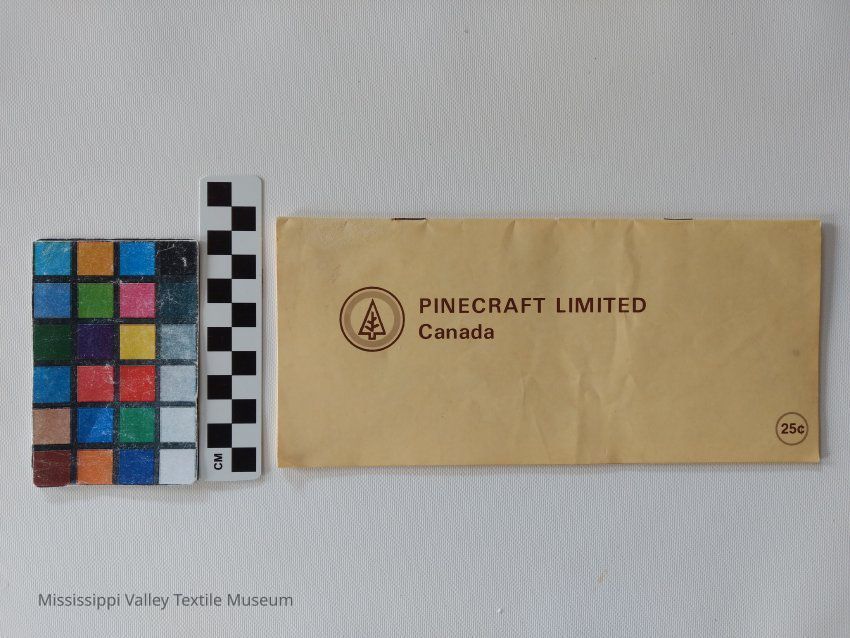 PINECRAFT LIMITED
Canada
25¢
CM
Mississippi Valley Textile Museum